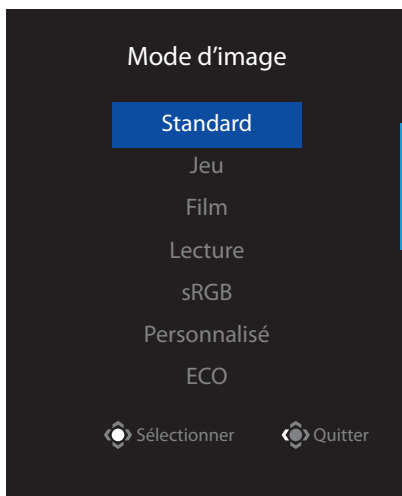 Mode d’image
Standard
Jeu
Film
Lecture
sRGB
Personnalisé
ECO
Sélectionner Quitter